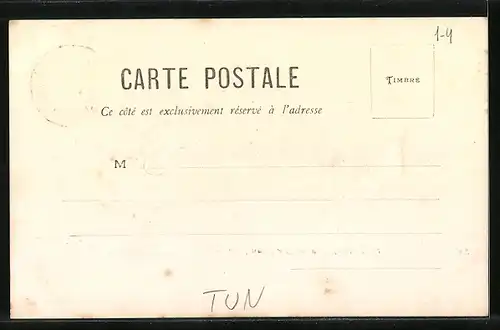 1-4
CARTE POSTALE
TIMBRE
Ce côté est exclusivement réservé à l'adresse
M
TUN